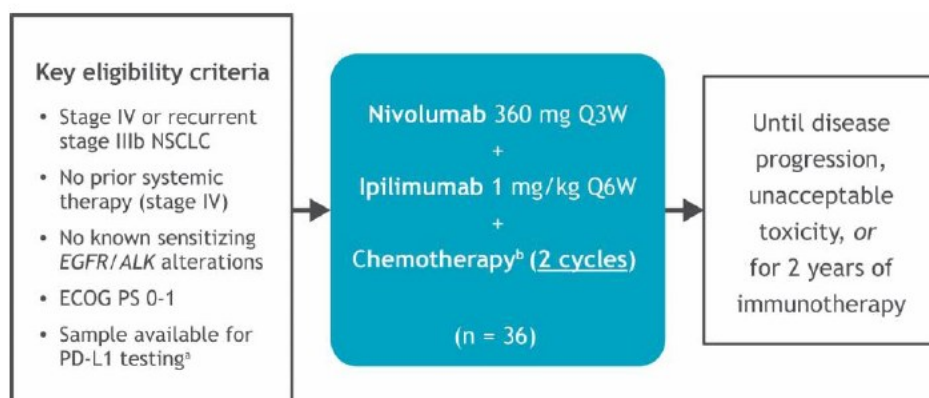 Key eligibility criteria
• Stage IV or recurrent
stage IIIb NSCLC
• No prior systemic
therapy (stage IV)
• No known sensitizing
EGFR/ALK alterations
• ECOG PS 0-1
• Sample available for
PD-L1 testingᵃ
Nivolumab 360 mg Q3W
+
Ipilimumab 1 mg/kg Q6W
+
Chemotherapyᵇ (2 cycles)
(n = 36)
Until disease
progression,
unacceptable
toxicity, or
for 2 years of
immunotherapy